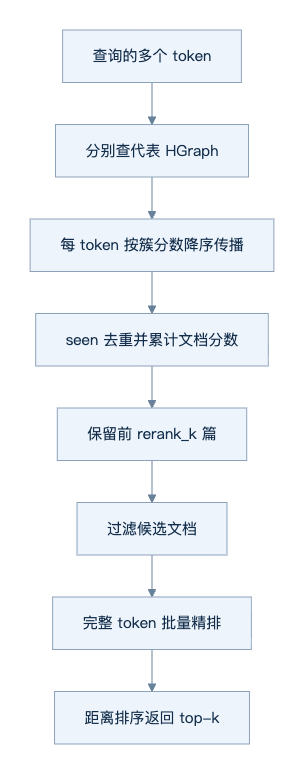 查询的多个 token
分别查代表 HGraph
每 token 按簇分数降序传播
seen 去重并累计文档分数
保留前 rerank_k 篇
过滤候选文档
完整 token 批量精排
距离排序返回 top-k